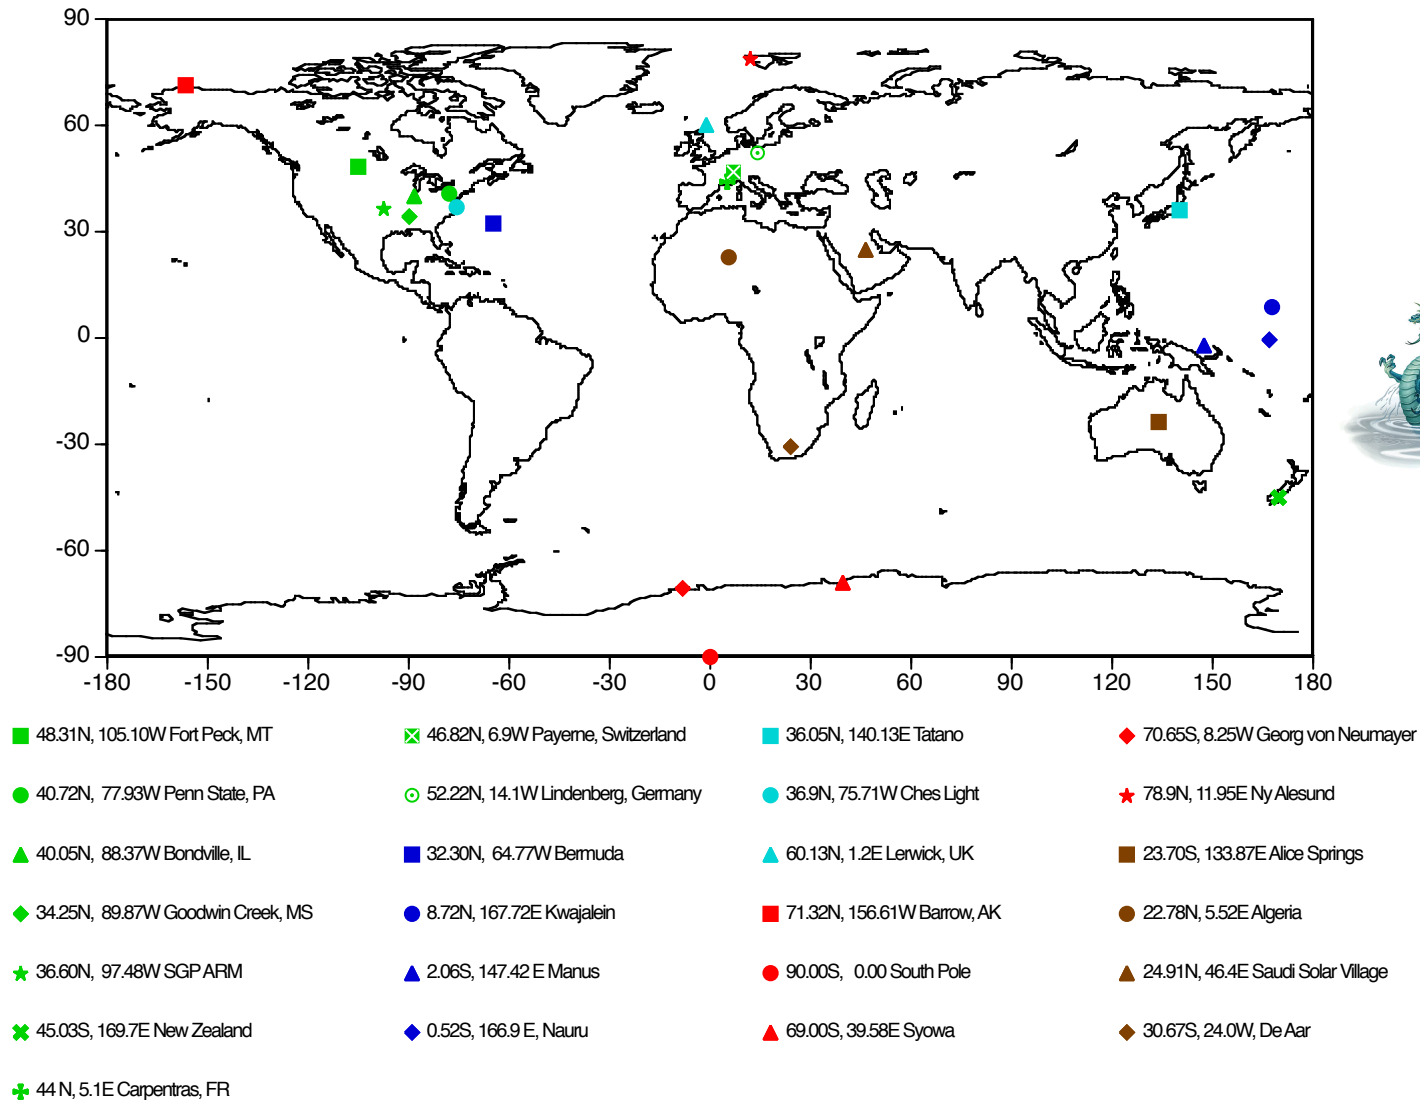 90
60
30
0
-30
-60
-90
-180 -150 -120 -90 -60 -30 0 30 60 90 120 150 180
48.31N, 105.10W Fort Peck, MT
46.82N, 6.9W Payerne, Switzerland
36.05N, 140.13E Tatano
70.65S, 8.25W Georg von Neumayer
40.72N, 77.93W Penn State, PA
52.22N, 14.1W Lindenberg, Germany
36.9N, 75.71W Ches Light
78.9N, 11.95E Ny Alesund
40.05N, 88.37W Bondville, IL
32.30N, 64.77W Bermuda
60.13N, 1.2E Lerwick, UK
23.70S, 133.87E Alice Springs
34.25N, 89.87W Goodwin Creek, MS
8.72N, 167.72E Kwajalein
71.32N, 156.61W Barrow, AK
22.78N, 5.52E Algeria
36.60N, 97.48W SGP ARM
2.06S, 147.42 E Manus
90.00S, 0.00 South Pole
24.91N, 46.4E Saudi Solar Village
45.03S, 169.7E New Zealand
0.52S, 166.9 E, Nauru
69.00S, 39.58E Syowa
30.67S, 24.0W, De Aar
44 N, 5.1E Carpentras, FR